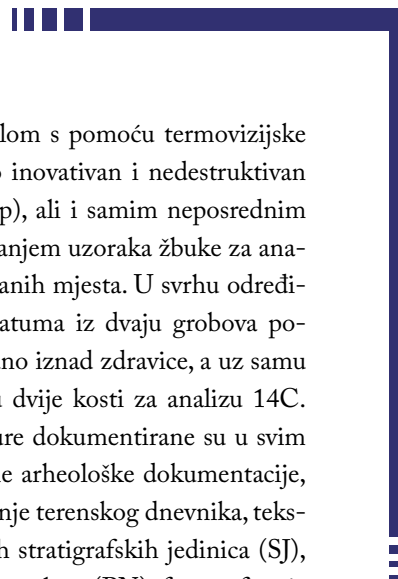 lom s pomoću termovizijske
inovativan i nedestruktivan
p), ali i samim neposrednim
anjem uzoraka žbuke za ana-
anih mjesta. U svrhu određi-
atuma iz dvaju grobova po-
no iznad zdravice, a uz samu
dvije kosti za analizu 14C.
ure dokumentirane su u svim
e arheološke dokumentacije,
nje terenskog dnevnika, teks-
h stratigrafskih jedinica (SJ),